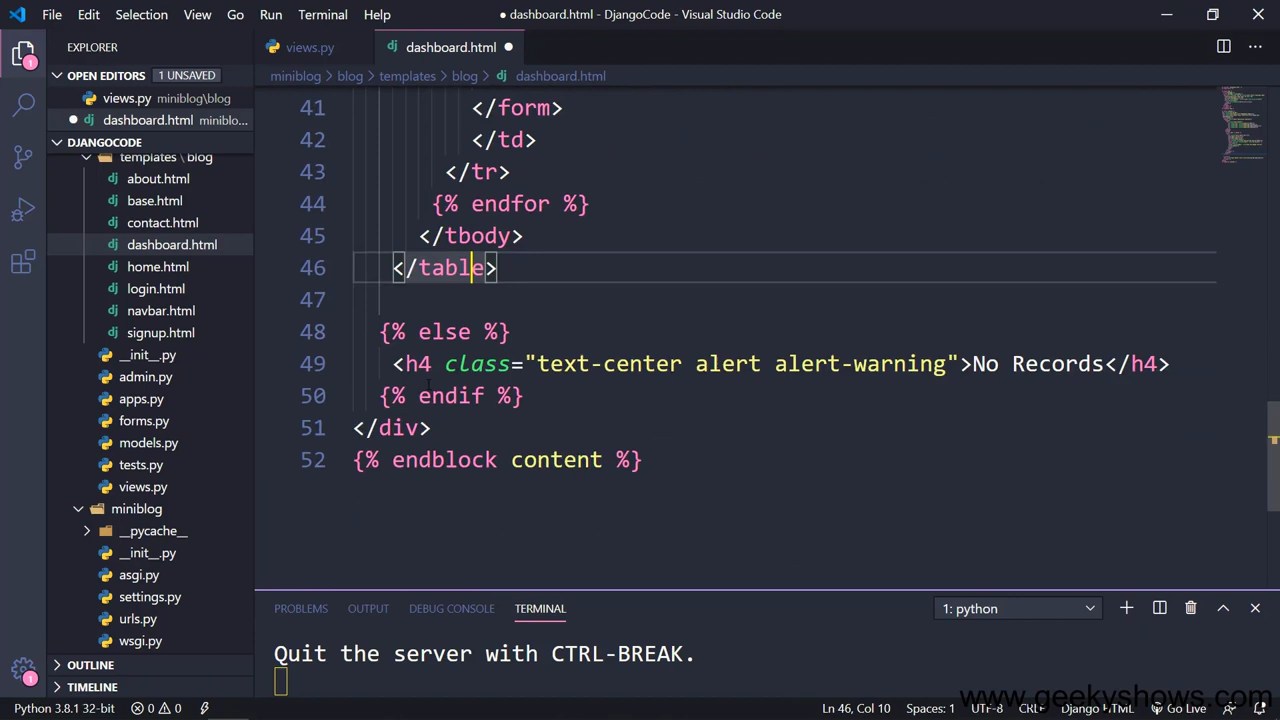 File Edit Selection View Go Run Terminal Help
● dashboard.html - DjangoCode - Visual Studio Code
EXPLORER
OPEN EDITORS 1 UNSAVED
views.py miniblog\blog
dashboard.html miniblo...
DJANGOCODE
templates \ blog
about.html
base.html
contact.html
dashboard.html
home.html
login.html
navbar.html
signup.html
__init__.py
admin.py
apps.py
forms.py
models.py
tests.py
views.py
miniblog
__pycache__
__init__.py
asgi.py
settings.py
urls.py
wsgi.py
OUTLINE
TIMELINE
1
1
views.py dashboard.html
miniblog > blog > templates > blog > dashboard.html
41 </form>
42 </td>
43 </tr>
44 {% endfor %}
45 </tbody>
46 </table>
47
48 {% else %}
49 <h4 class="text-center alert alert-warning">No Records</h4>
50 {% endif %}
51 </div>
52 {% endblock content %}
PROBLEMS OUTPUT DEBUG CONSOLE TERMINAL 1: python
Quit the server with CTRL-BREAK.
www.geekyshows.com
Python 3.8.1 32-bit 0 0 Ln 46, Col 10 Spaces: 1 UTF-8 CRLF Django HTML Go Live